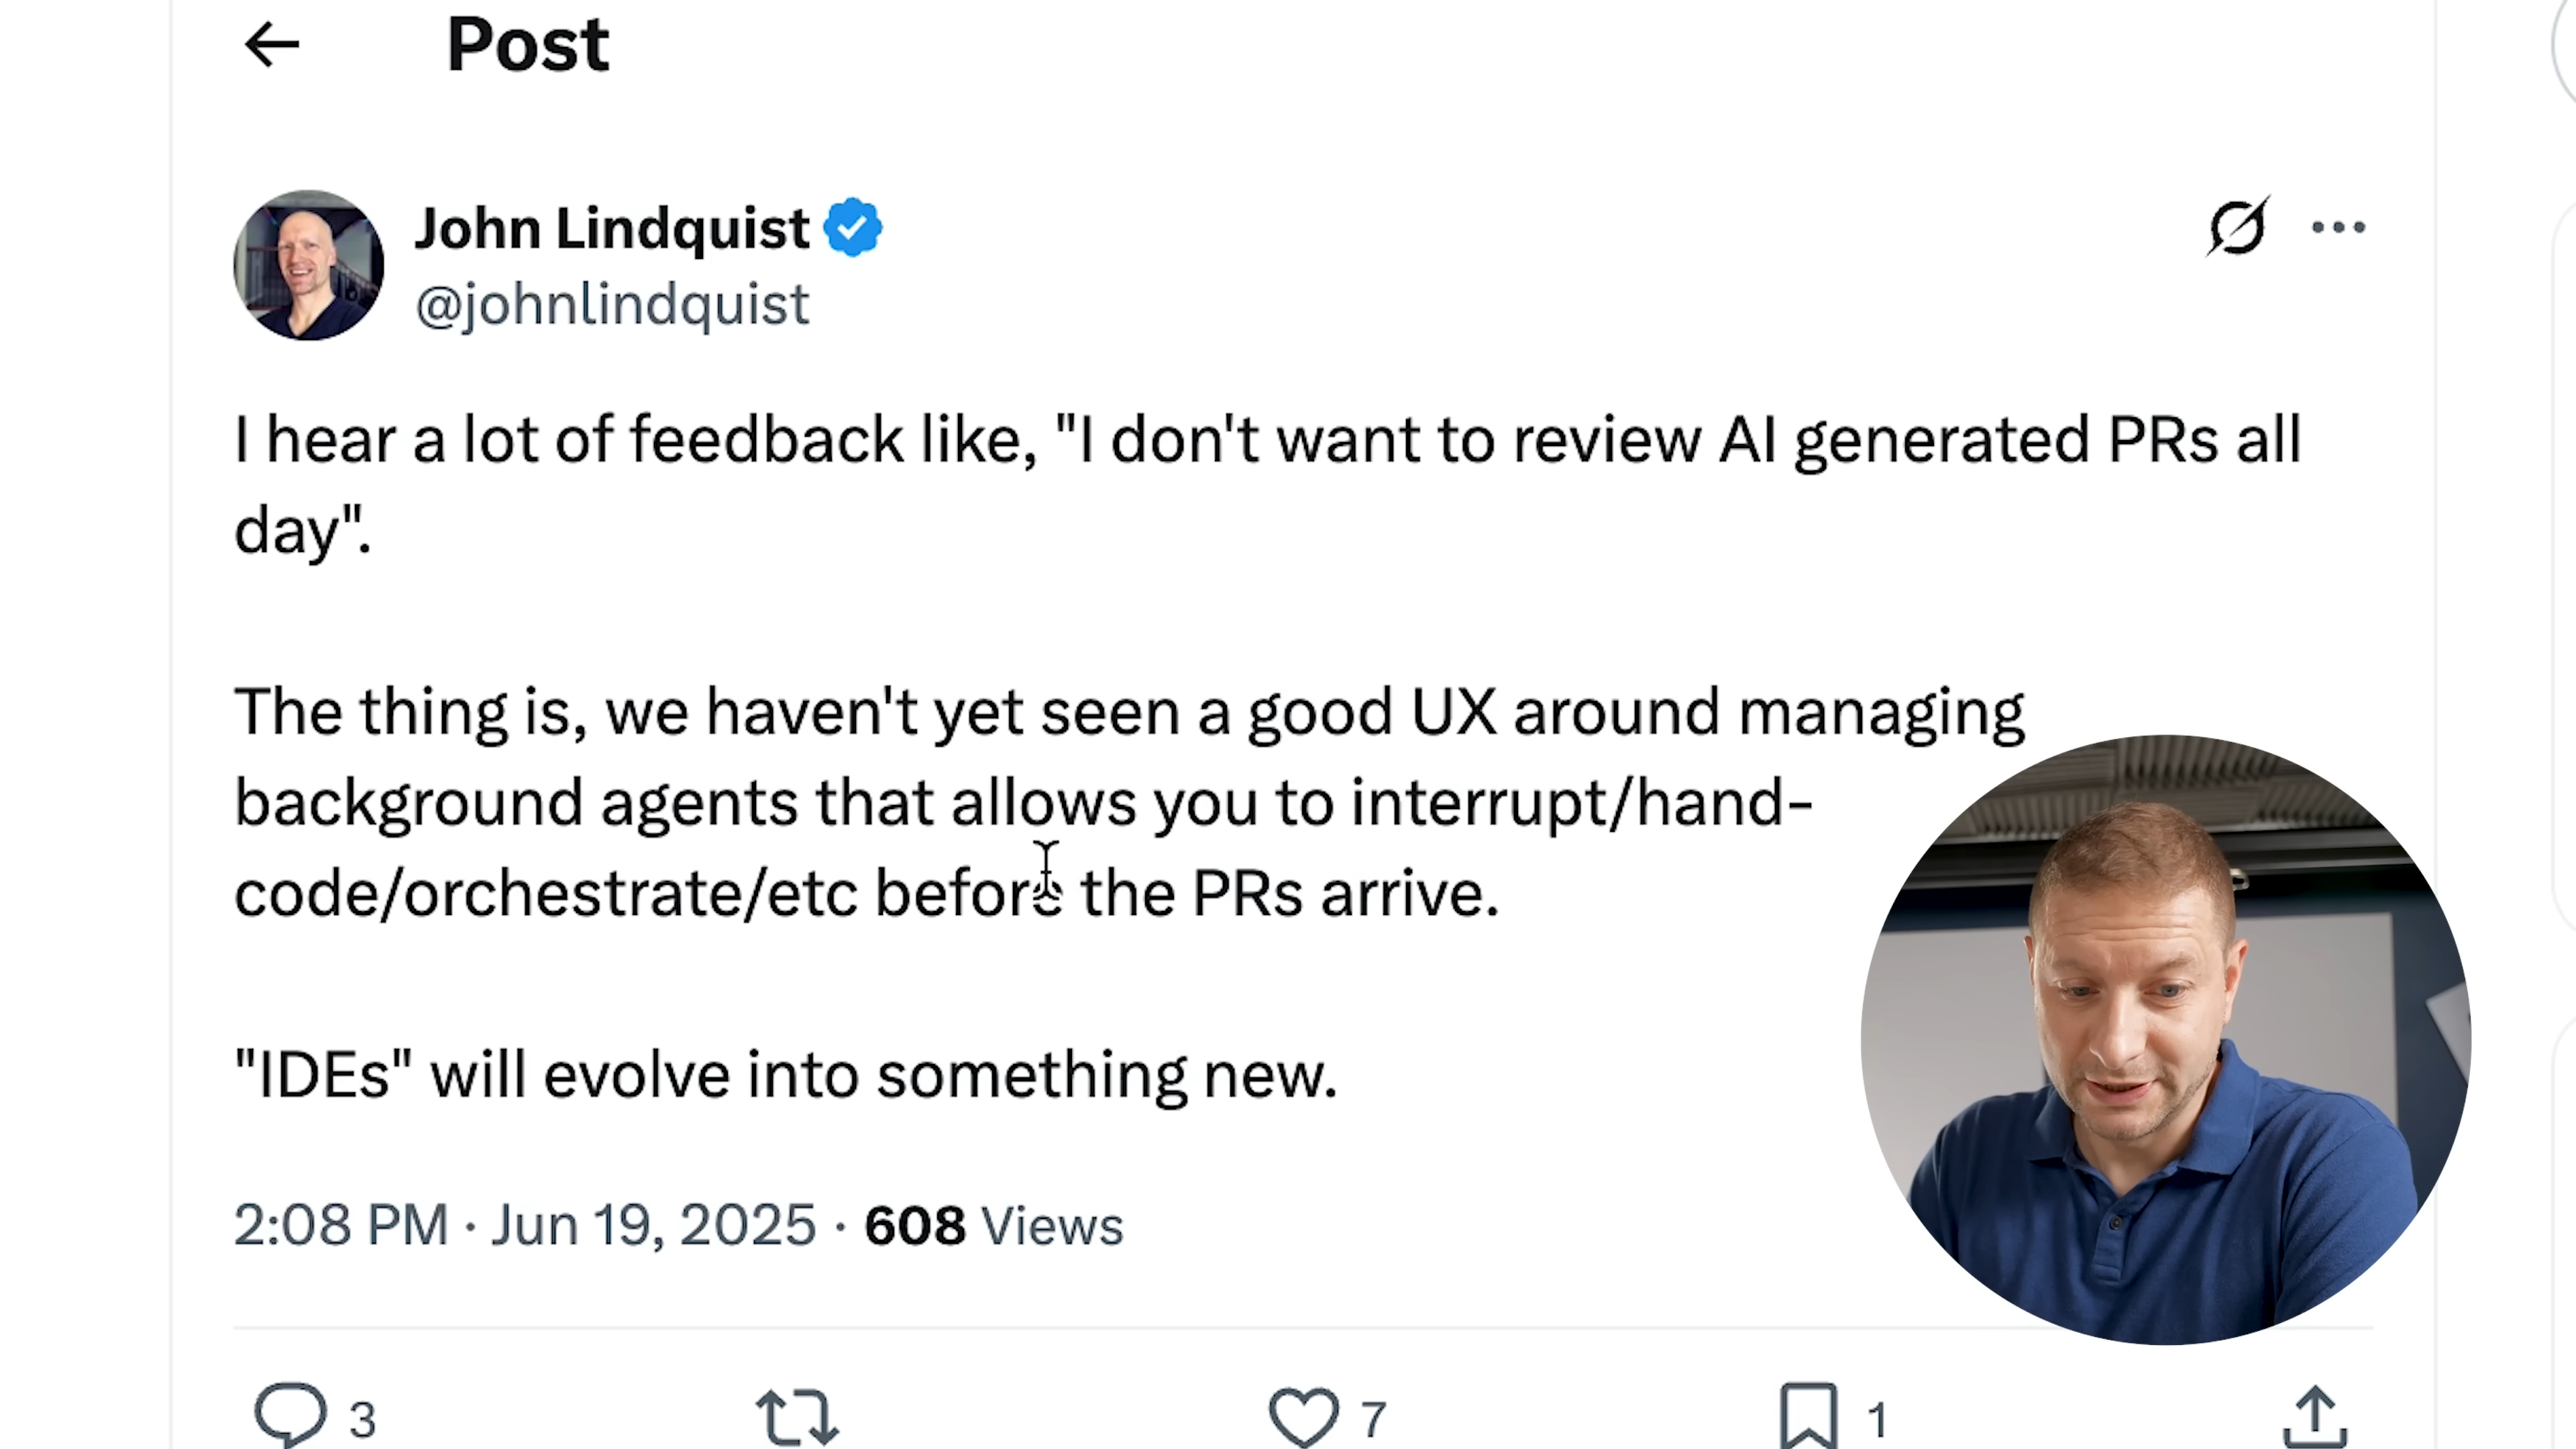 Post
John Lindquist
@johnlindquist
I hear a lot of feedback like, "I don't want to review AI generated PRs all
day".
The thing is, we haven't yet seen a good UX around managing
background agents that allows you to interrupt/hand-
code/orchestrate/etc before the PRs arrive.
"IDEs" will evolve into something new.
2:08 PM · Jun 19, 2025 · 608 Views
3 7 1